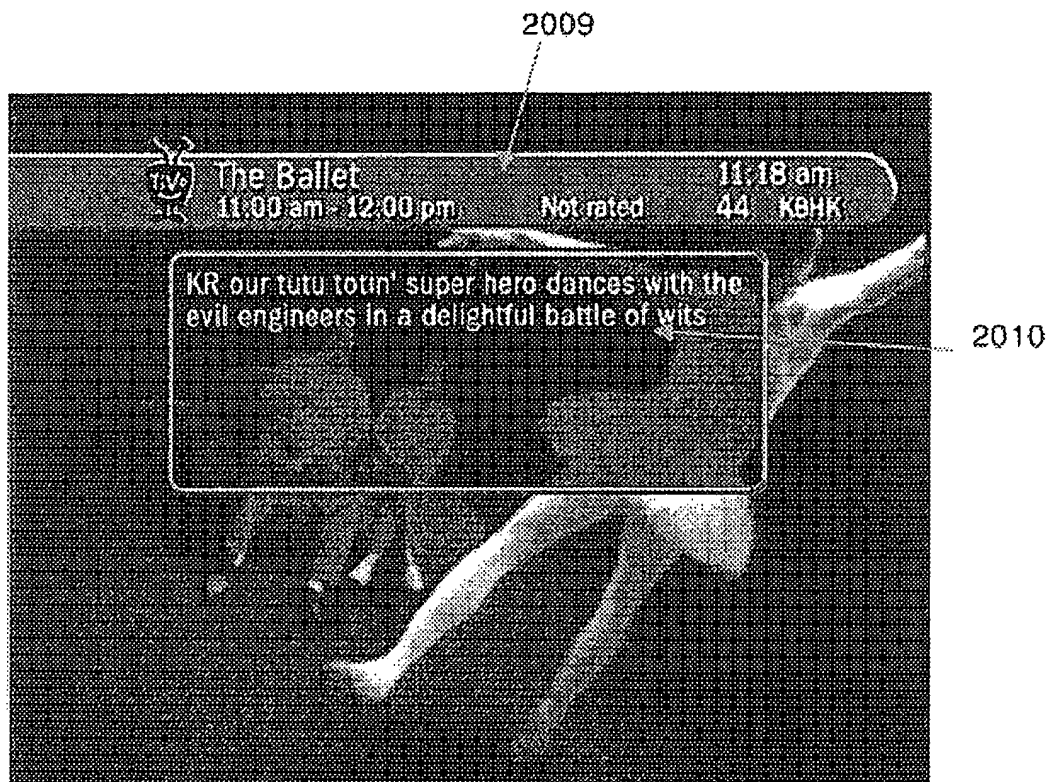 2009
TiVo
The Ballet 11:18 am
11:00 am - 12:00 pm Not rated 44 KBHK
KR our tutu totin' super hero dances with the
evil engineers in a delightful battle of wits
2010